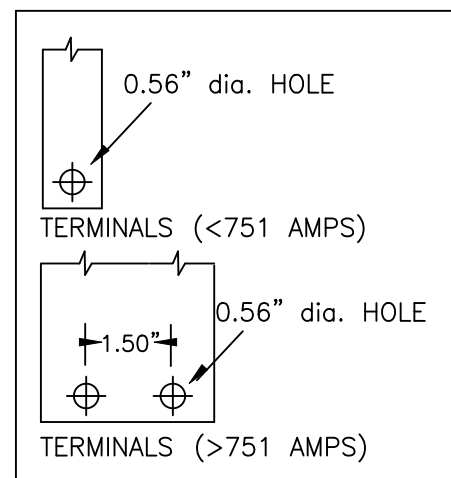 0.56" dia. HOLE
TERMINALS (<751 AMPS)
0.56" dia. HOLE
1.50"
TERMINALS (>751 AMPS)